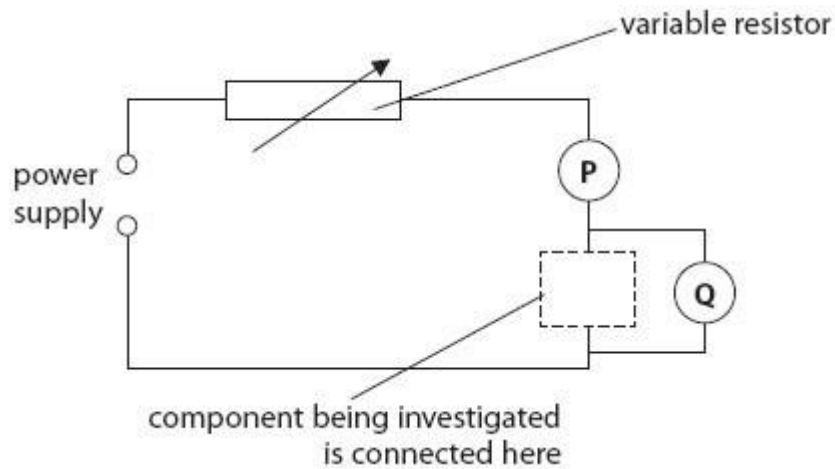 variable resistor
power
supply
P
Q
component being investigated
is connected here